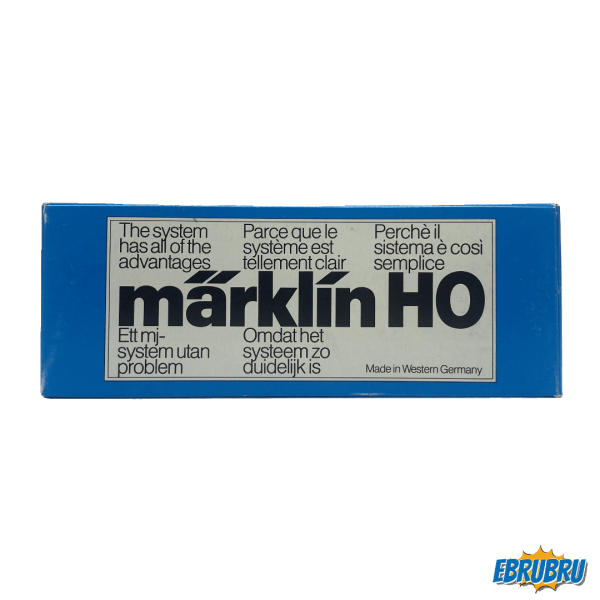 The system
has all of the
advantages
Parce que le
système est
tellement clair
Perchè il
sistema è così
semplice
märklin HO
Ett mj-
system utan
problem
Omdat het
systeem zo
duidelijk is
Made in Western Germany
EBRUBRU